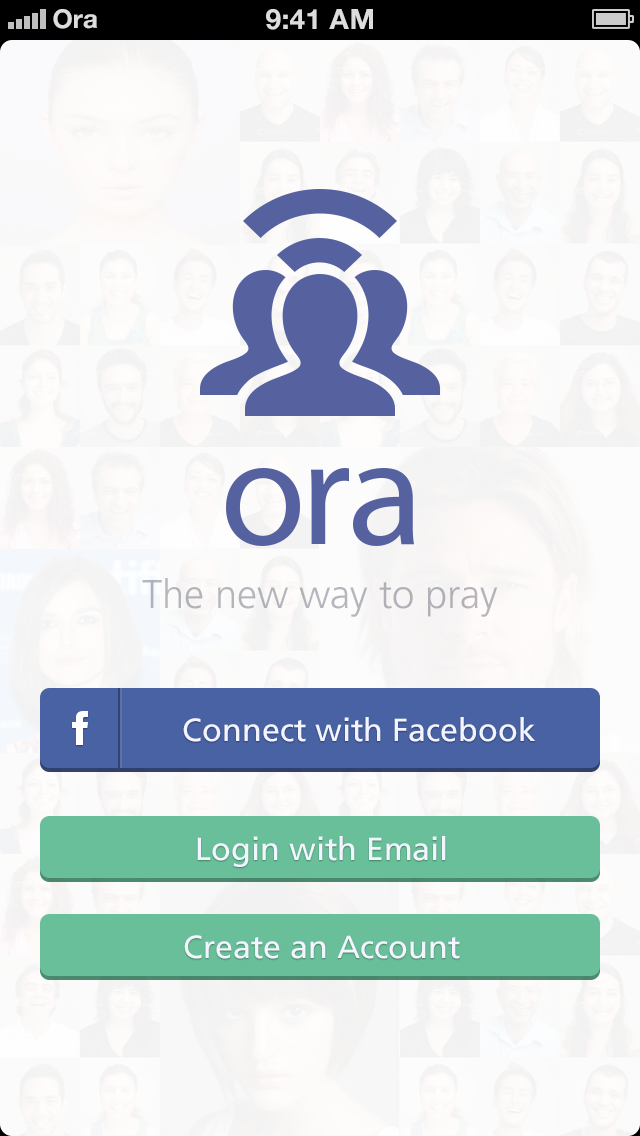 Ora 9:41 AM
ora
The new way to pray
f Connect with Facebook
Login with Email
Create an Account